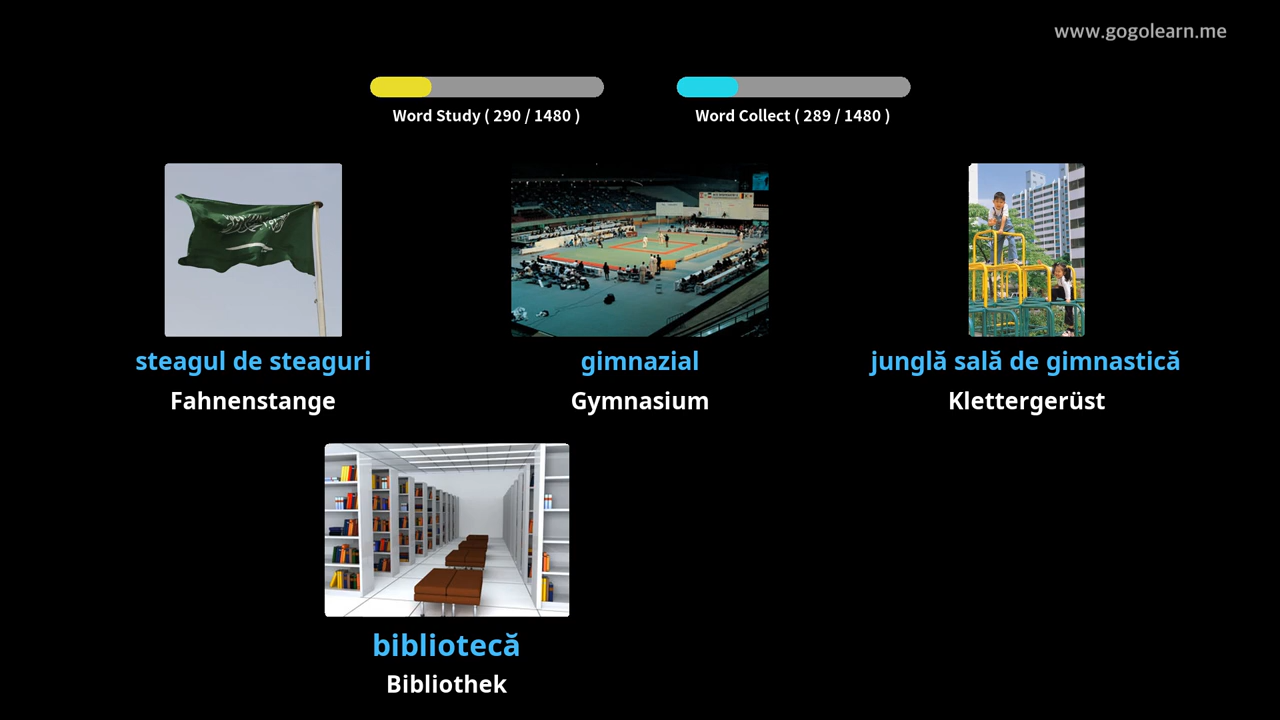 www.gogolearn.me
Word Study ( 290 / 1480 )
Word Collect ( 289 / 1480 )
steagul de steaguri
gimnazial
junglă sală de gimnastică
Fahnenstange
Gymnasium
Klettergerüst
bibliotecă
Bibliothek